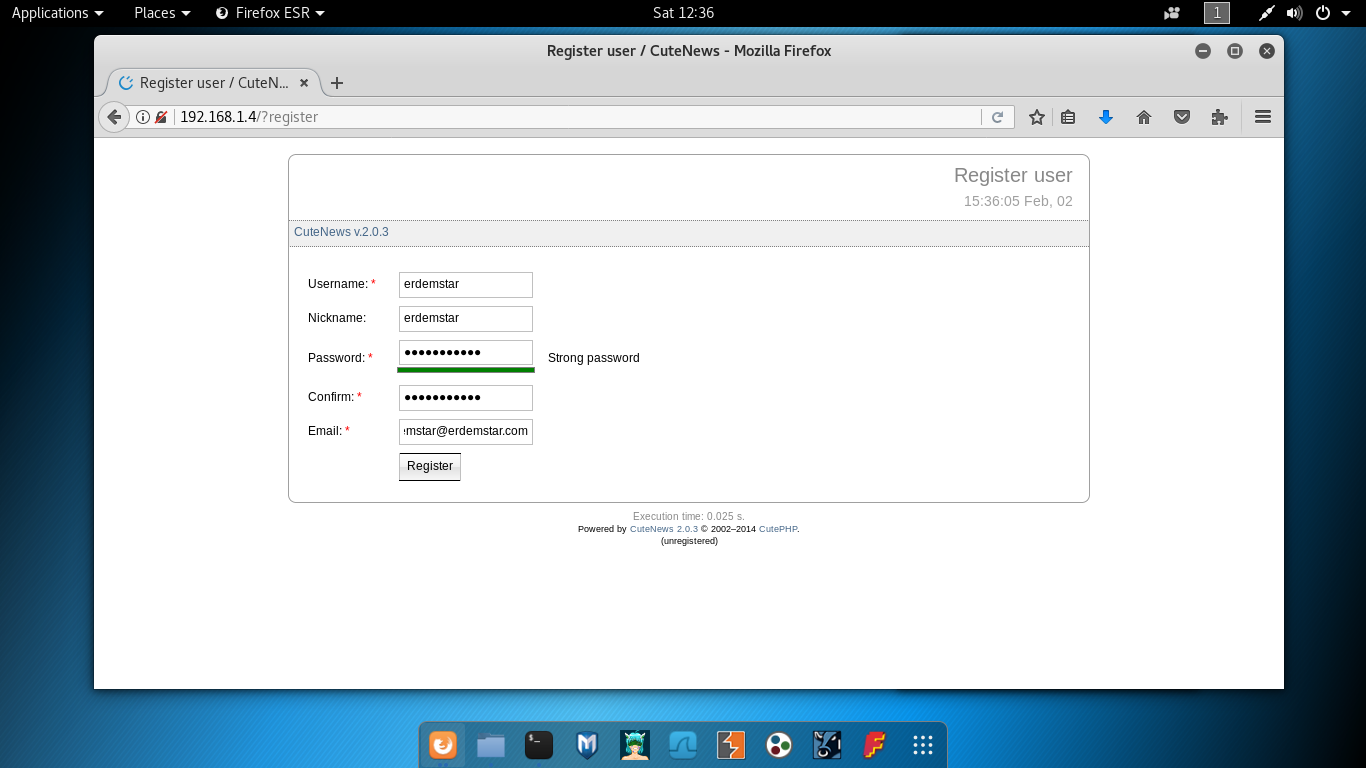 Applications Places Firefox ESR Sat 12:36 1
Register user / CuteNews - Mozilla Firefox
Register user / CuteN...
192.168.1.4/?register
Register user
15:36:05 Feb, 02
CuteNews v.2.0.3
Username: * erdemstar
Nickname: erdemstar
Password: * ●●●●●●●●●●● Strong password
Confirm: * ●●●●●●●●●●●
Email: * emstar@erdemstar.com
Register
Execution time: 0.025 s.
Powered by CuteNews 2.0.3 © 2002–2014 CutePHP.
(unregistered)
$_